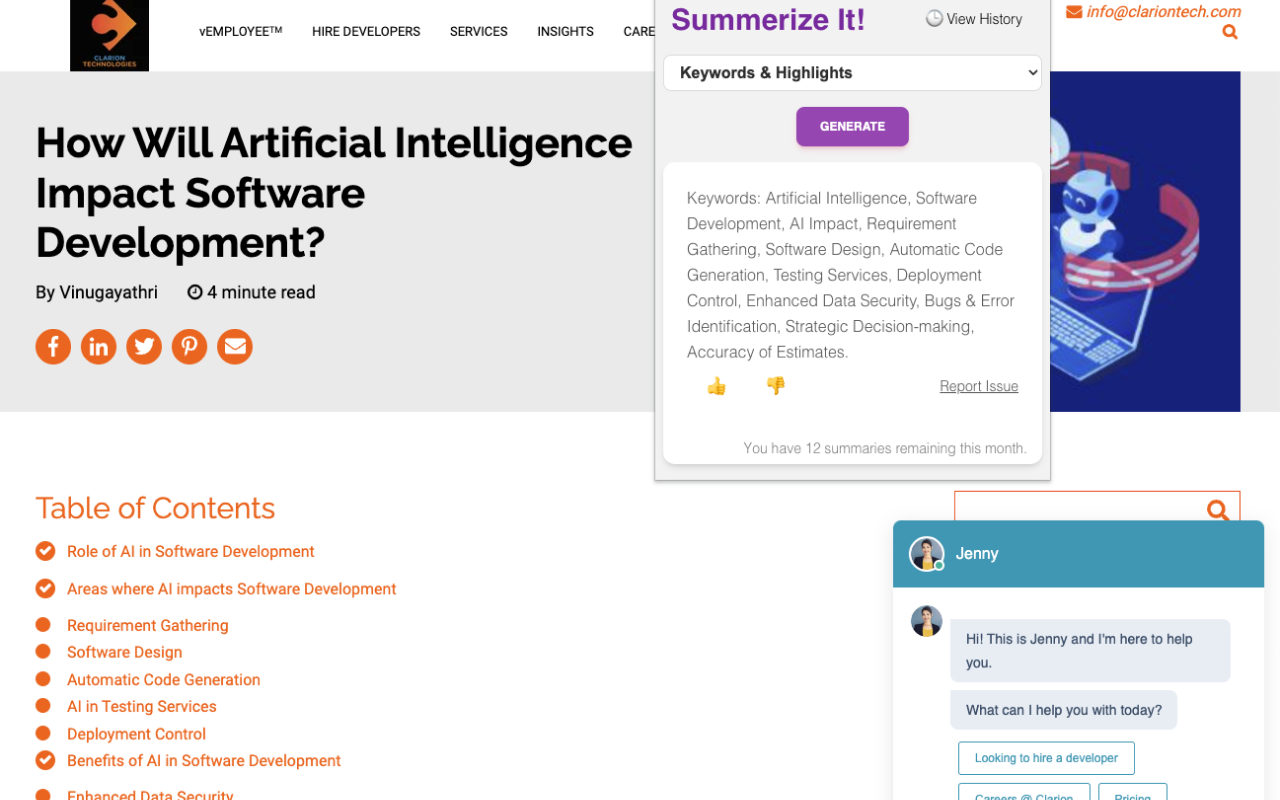 CLARION
TECHNOLOGIES
vEMPLOYEE™
HIRE DEVELOPERS
SERVICES
INSIGHTS
CARE
Summerize It!
View History
info@clariontech.com
Keywords & Highlights
GENERATE
How Will Artificial Intelligence
Impact Software
Development?
By Vinugayathri
4 minute read
Keywords: Artificial Intelligence, Software
Development, AI Impact, Requirement
Gathering, Software Design, Automatic Code
Generation, Testing Services, Deployment
Control, Enhanced Data Security, Bugs & Error
Identification, Strategic Decision-making,
Accuracy of Estimates.
Report Issue
You have 12 summaries remaining this month.
Table of Contents
Role of AI in Software Development
Areas where AI impacts Software Development
Requirement Gathering
Software Design
Automatic Code Generation
AI in Testing Services
Deployment Control
Benefits of AI in Software Development
Enhanced Data Security
Jenny
Hi! This is Jenny and I'm here to help
you.
What can I help you with today?
Looking to hire a developer
Careers @ Clarion
Pricing